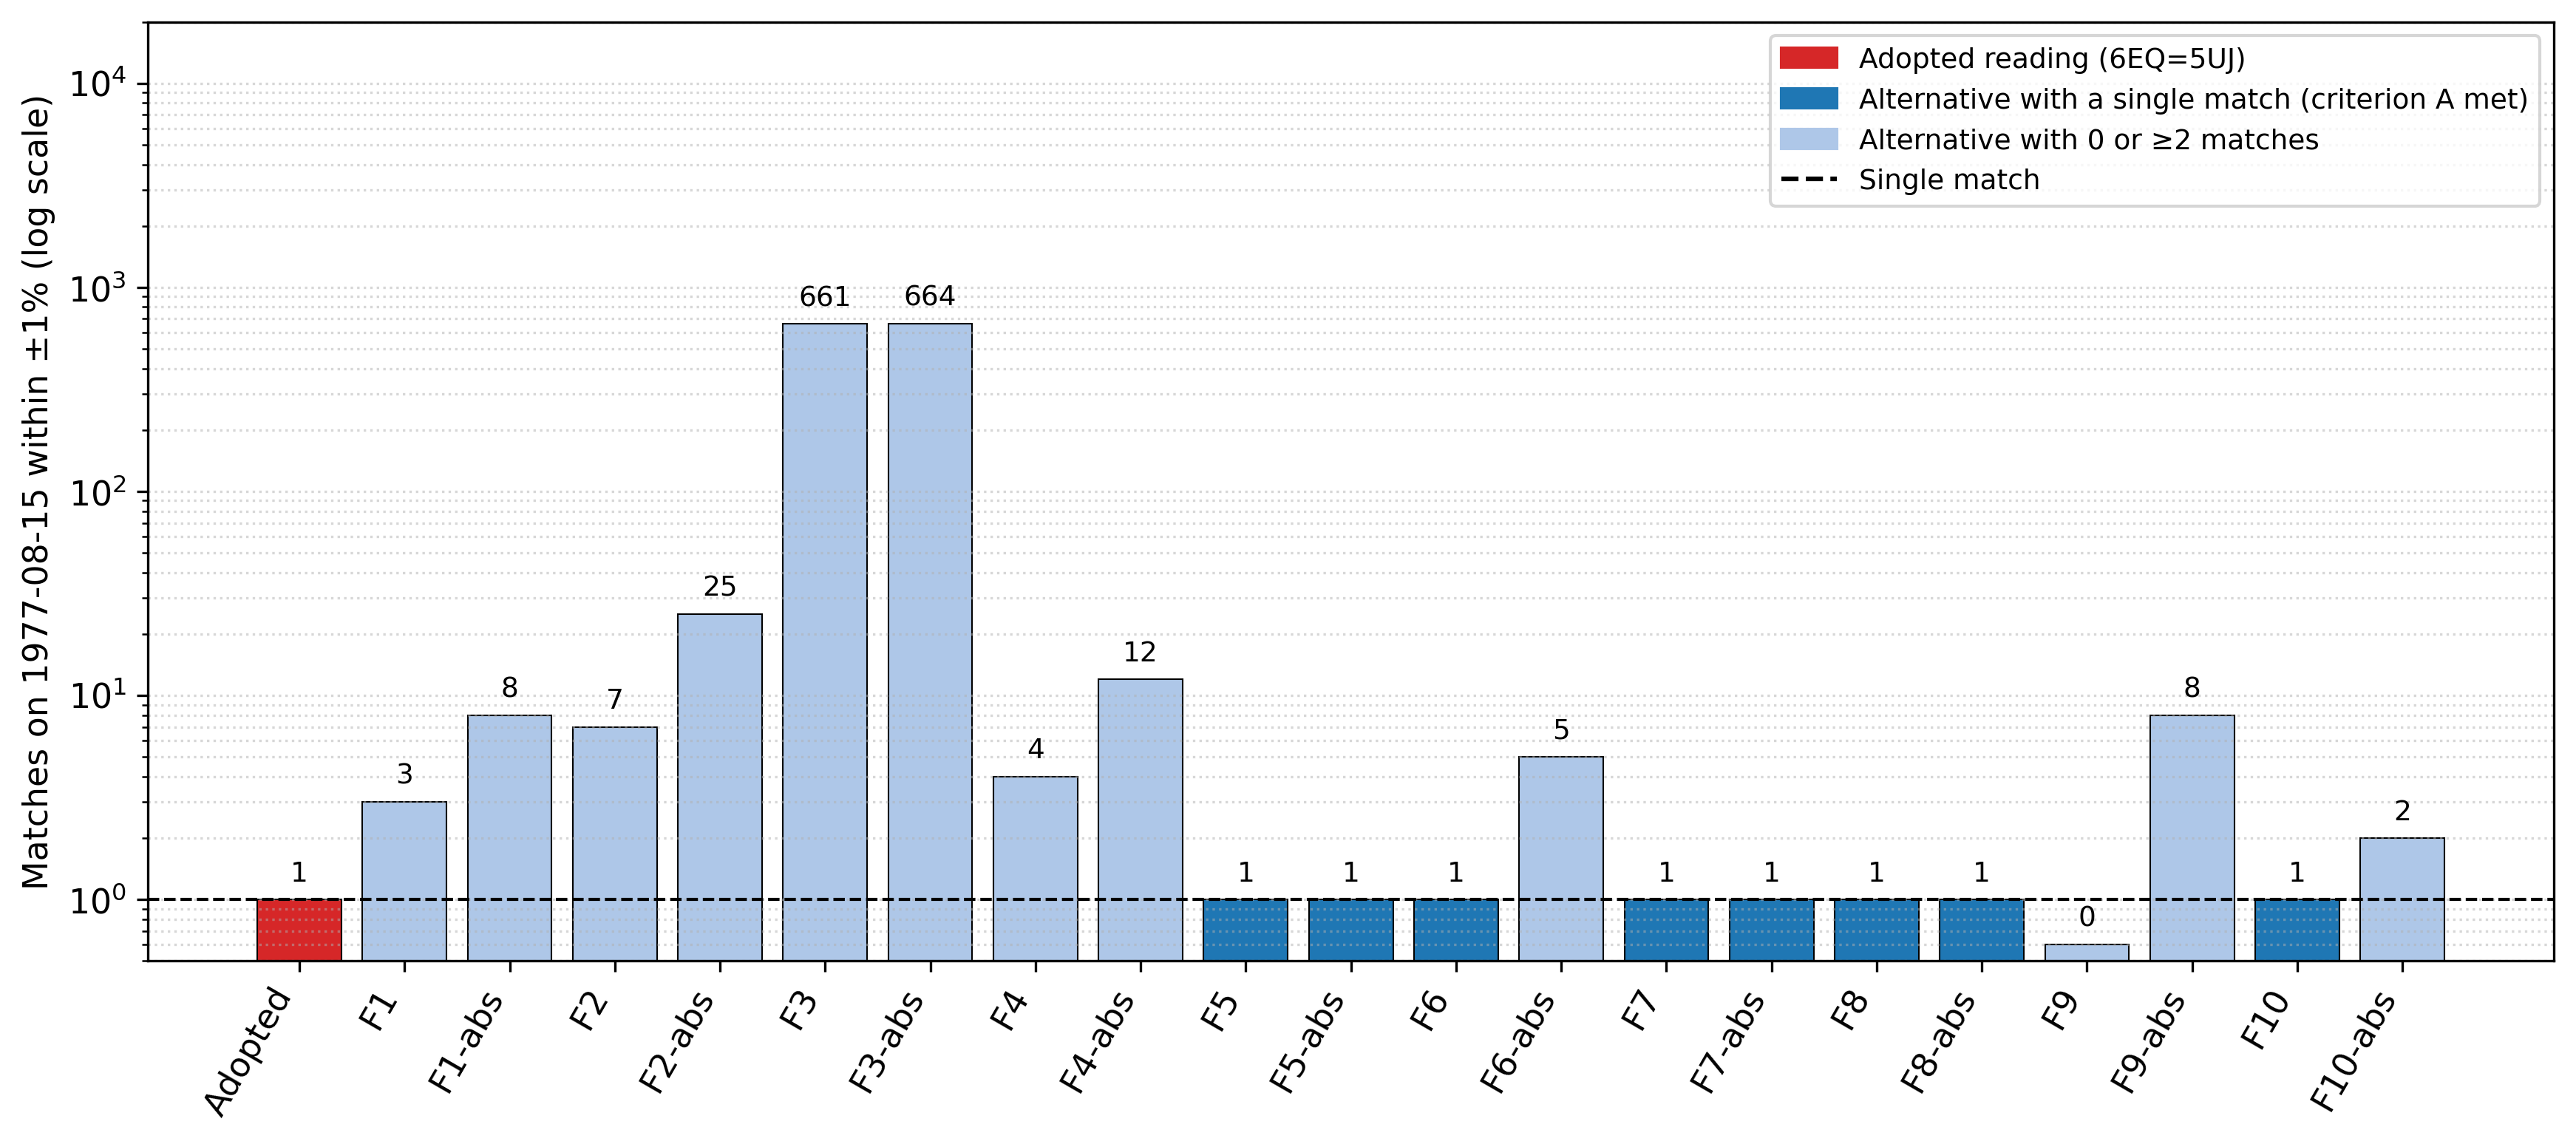 Matches on 1977-08-15 within ±1% (log scale)
10⁴
10³
10²
10¹
10⁰
Adopted reading (6EQ=5UJ)
Alternative with a single match (criterion A met)
Alternative with 0 or ≥2 matches
Single match
1
3
8
7
25
661
664
4
12
1
1
1
5
1
1
1
1
0
8
1
2
Adopted
F1
F1-abs
F2
F2-abs
F3
F3-abs
F4
F4-abs
F5
F5-abs
F6
F6-abs
F7
F7-abs
F8
F8-abs
F9
F9-abs
F10
F10-abs